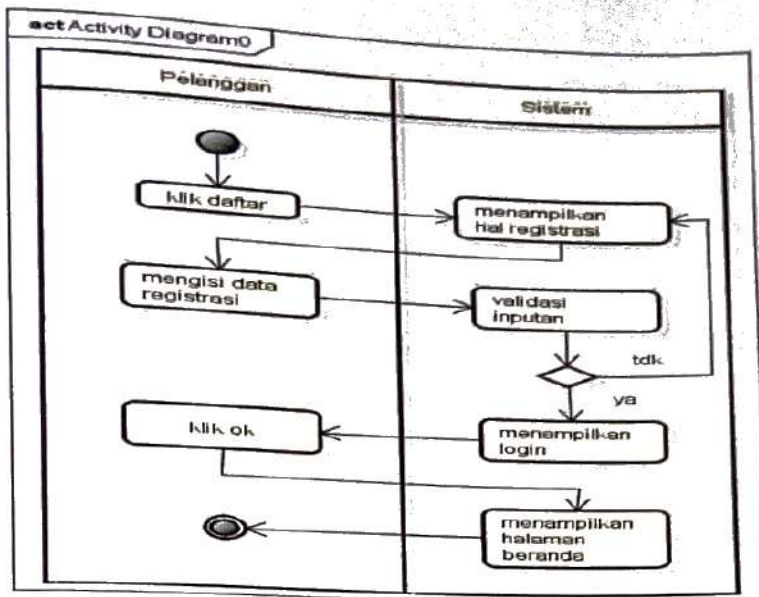 act Activity Diagram0
Pelanggan
Sistem
klik daftar
menampilkan
Hal registrasi
mengisi data
registrasi
validasi
inputan
tdk
ya
klik ok
menampilkan
login
menampilkan
halaman
beranda